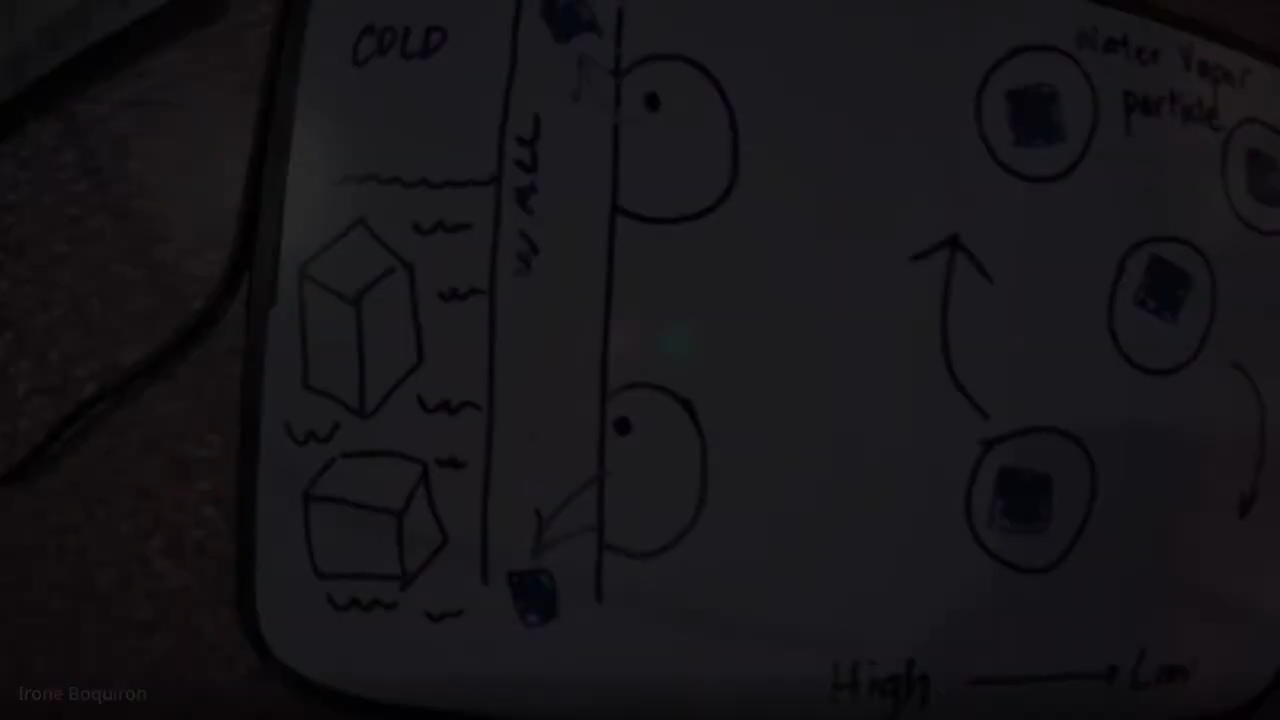 COLD
Water Vapor
particle
WALL
High → Low
Irone Boquiron